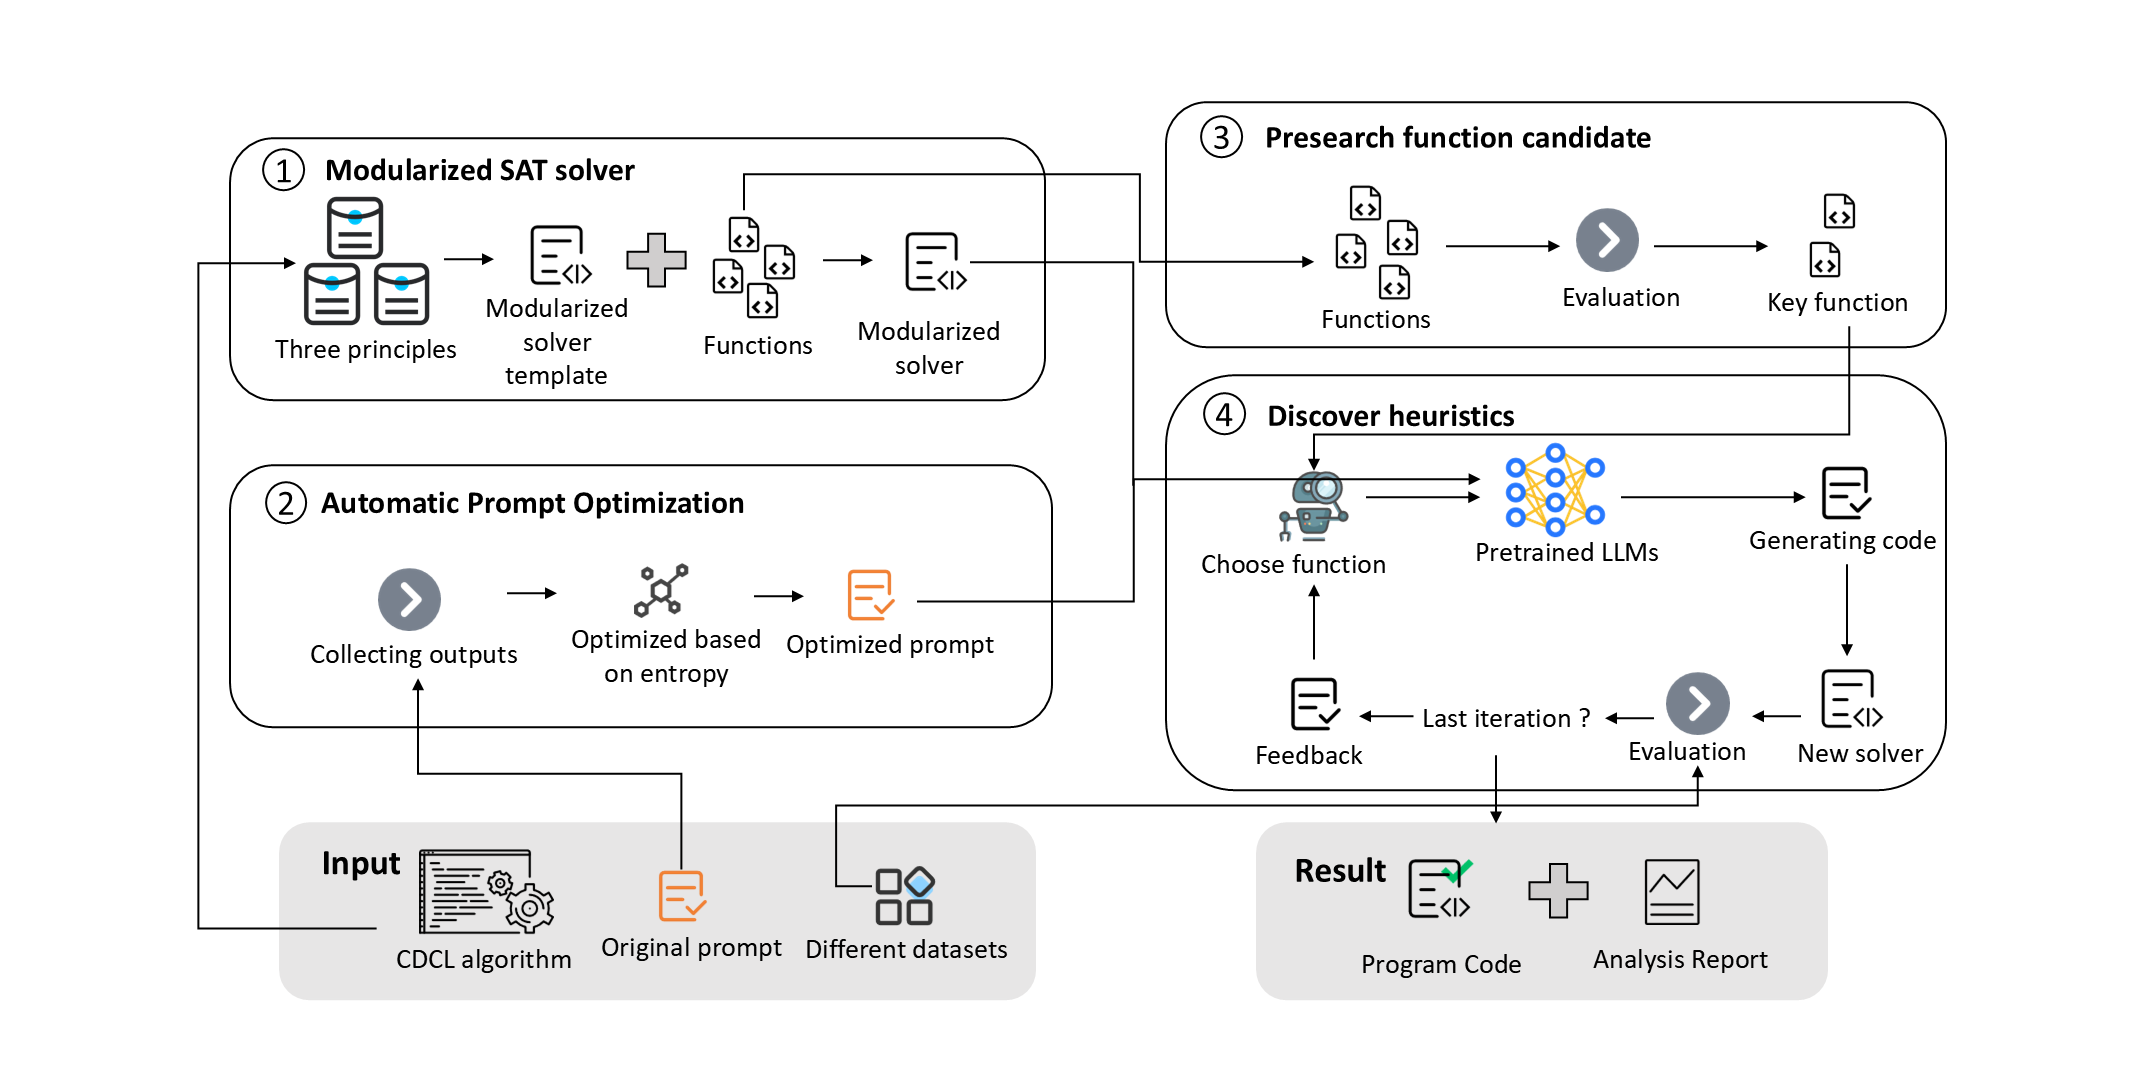 ① Modularized SAT solver
Three principles
Modularized
solver
template
Functions
Modularized
solver
② Automatic Prompt Optimization
Collecting outputs
Optimized based
on entropy
Optimized prompt
③ Presearch function candidate
Functions
Evaluation
Key function
④ Discover heuristics
Choose function
Pretrained LLMs
Generating code
New solver
Evaluation
Last iteration ?
Feedback
Input
CDCL algorithm
Original prompt
Different datasets
Result
Program Code
Analysis Report